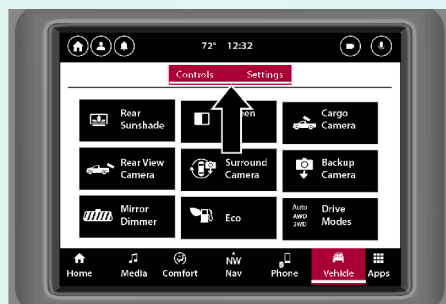 72° 12:32
Controls Settings
Rear
Sunshade
Cargo
Camera
Rear View
Camera
Surround
Camera
Backup
Camera
Mirror
Dimmer
Eco
Auto
AWD
2WD
Drive
Modes
Home
Media
Comfort
NW
Nav
Phone
Vehicle
Apps